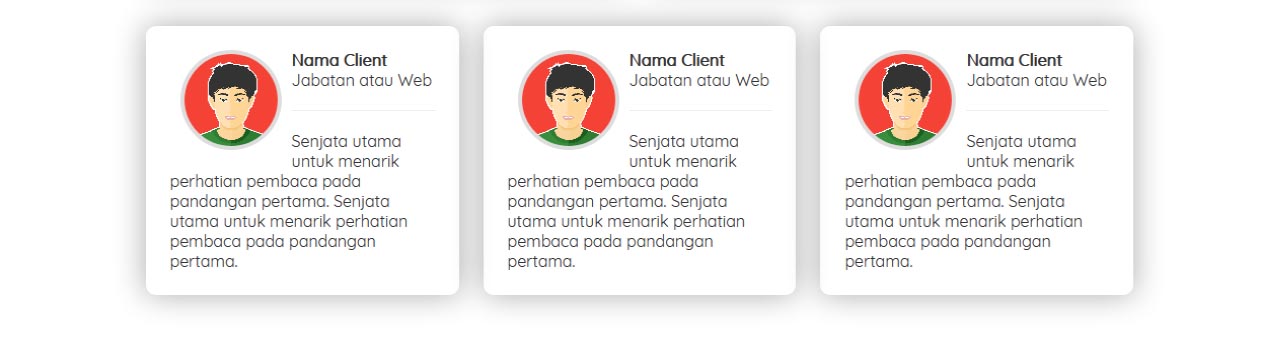 Nama Client
Jabatan atau Web
Senjata utama
untuk menarik
perhatian pembaca pada
pandangan pertama. Senjata
utama untuk menarik perhatian
pembaca pada pandangan
pertama.
Nama Client
Jabatan atau Web
Senjata utama
untuk menarik
perhatian pembaca pada
pandangan pertama. Senjata
utama untuk menarik perhatian
pembaca pada pandangan
pertama.
Nama Client
Jabatan atau Web
Senjata utama
untuk menarik
perhatian pembaca pada
pandangan pertama. Senjata
utama untuk menarik perhatian
pembaca pada pandangan
pertama.